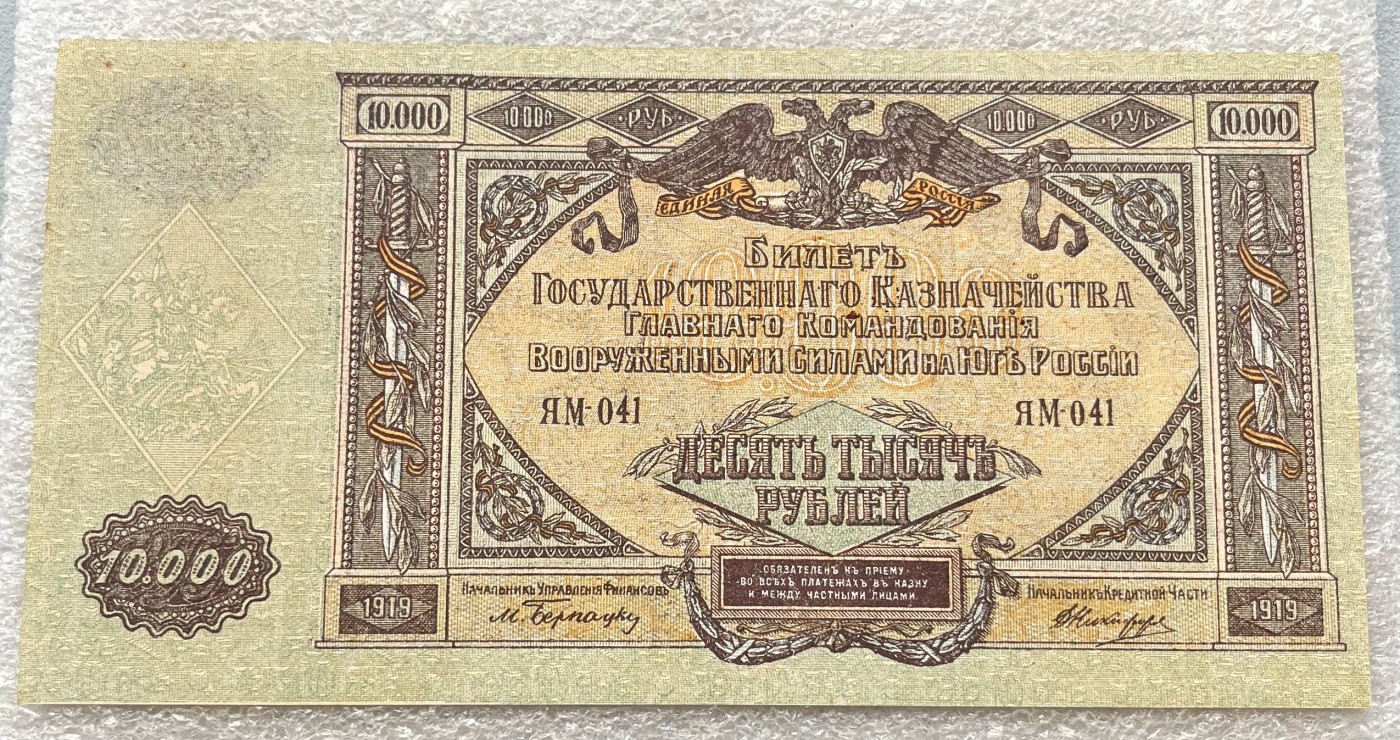 10.000 10.000 РУБ 10.000 РУБ 10.000
ЕДИНАЯ РОССІЯ
БИЛЕТЪ
ГОСУДАРСТВЕННАГО КАЗНАЧЕЙСТВА
ГЛАВНАГО КОМАНДОВАНІЯ
ВООРУЖЕННЫМИ СИЛАМИ НА ЮГѢ РОССІИ
ЯМ-041 ЯМ-041
ДЕСЯТЬ ТЫСЯЧЪ
РУБЛЕЙ
10.000
ОБЯЗАТЕЛЕНЪ КЪ ПРІЕМУ
ВО ВСѢХЪ ПЛАТЕЖАХЪ ВЪ КАЗНУ
И МЕЖДУ ЧАСТНЫМИ ЛИЦАМИ.
НАЧАЛЬНИКЪ УПРАВЛЕНІЯ ФИНАНСОВЪ НАЧАЛЬНИКЪ КРЕДИТНОЙ ЧАСТИ
1919 М. Бернацку 1919